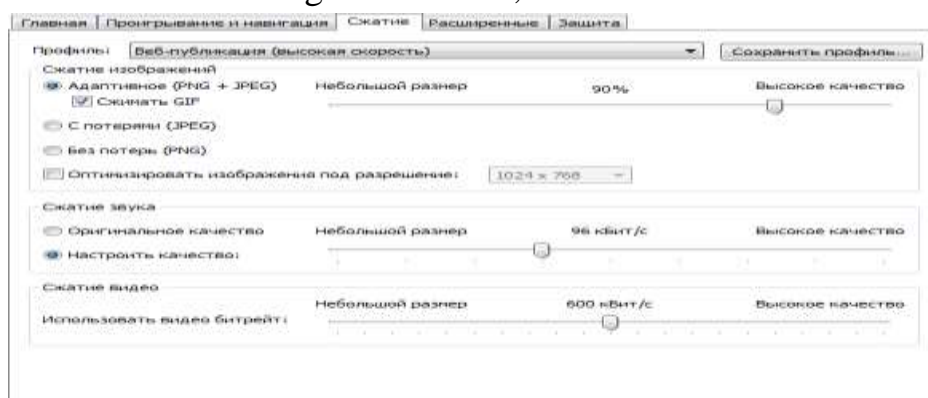 Главная Проигрывание и навигация Сжатие Расширенные Защита
Профиль: Веб-публикация (высокая скорость) Сохранить профиль...
Сжатие изображений
Адаптивное (PNG + JPEG) Небольшой размер 90% Высокое качество
Сжимать GIF
С потерями (JPEG)
Без потерь (PNG)
Оптимизировать изображения под разрешение: 1024 x 768
Сжатие звука
Оригинальное качество Небольшой размер 96 кБит/с Высокое качество
Настроить качество:
Сжатие видео
Небольшой размер 600 кБит/с Высокое качество
Использовать видео битрейт: